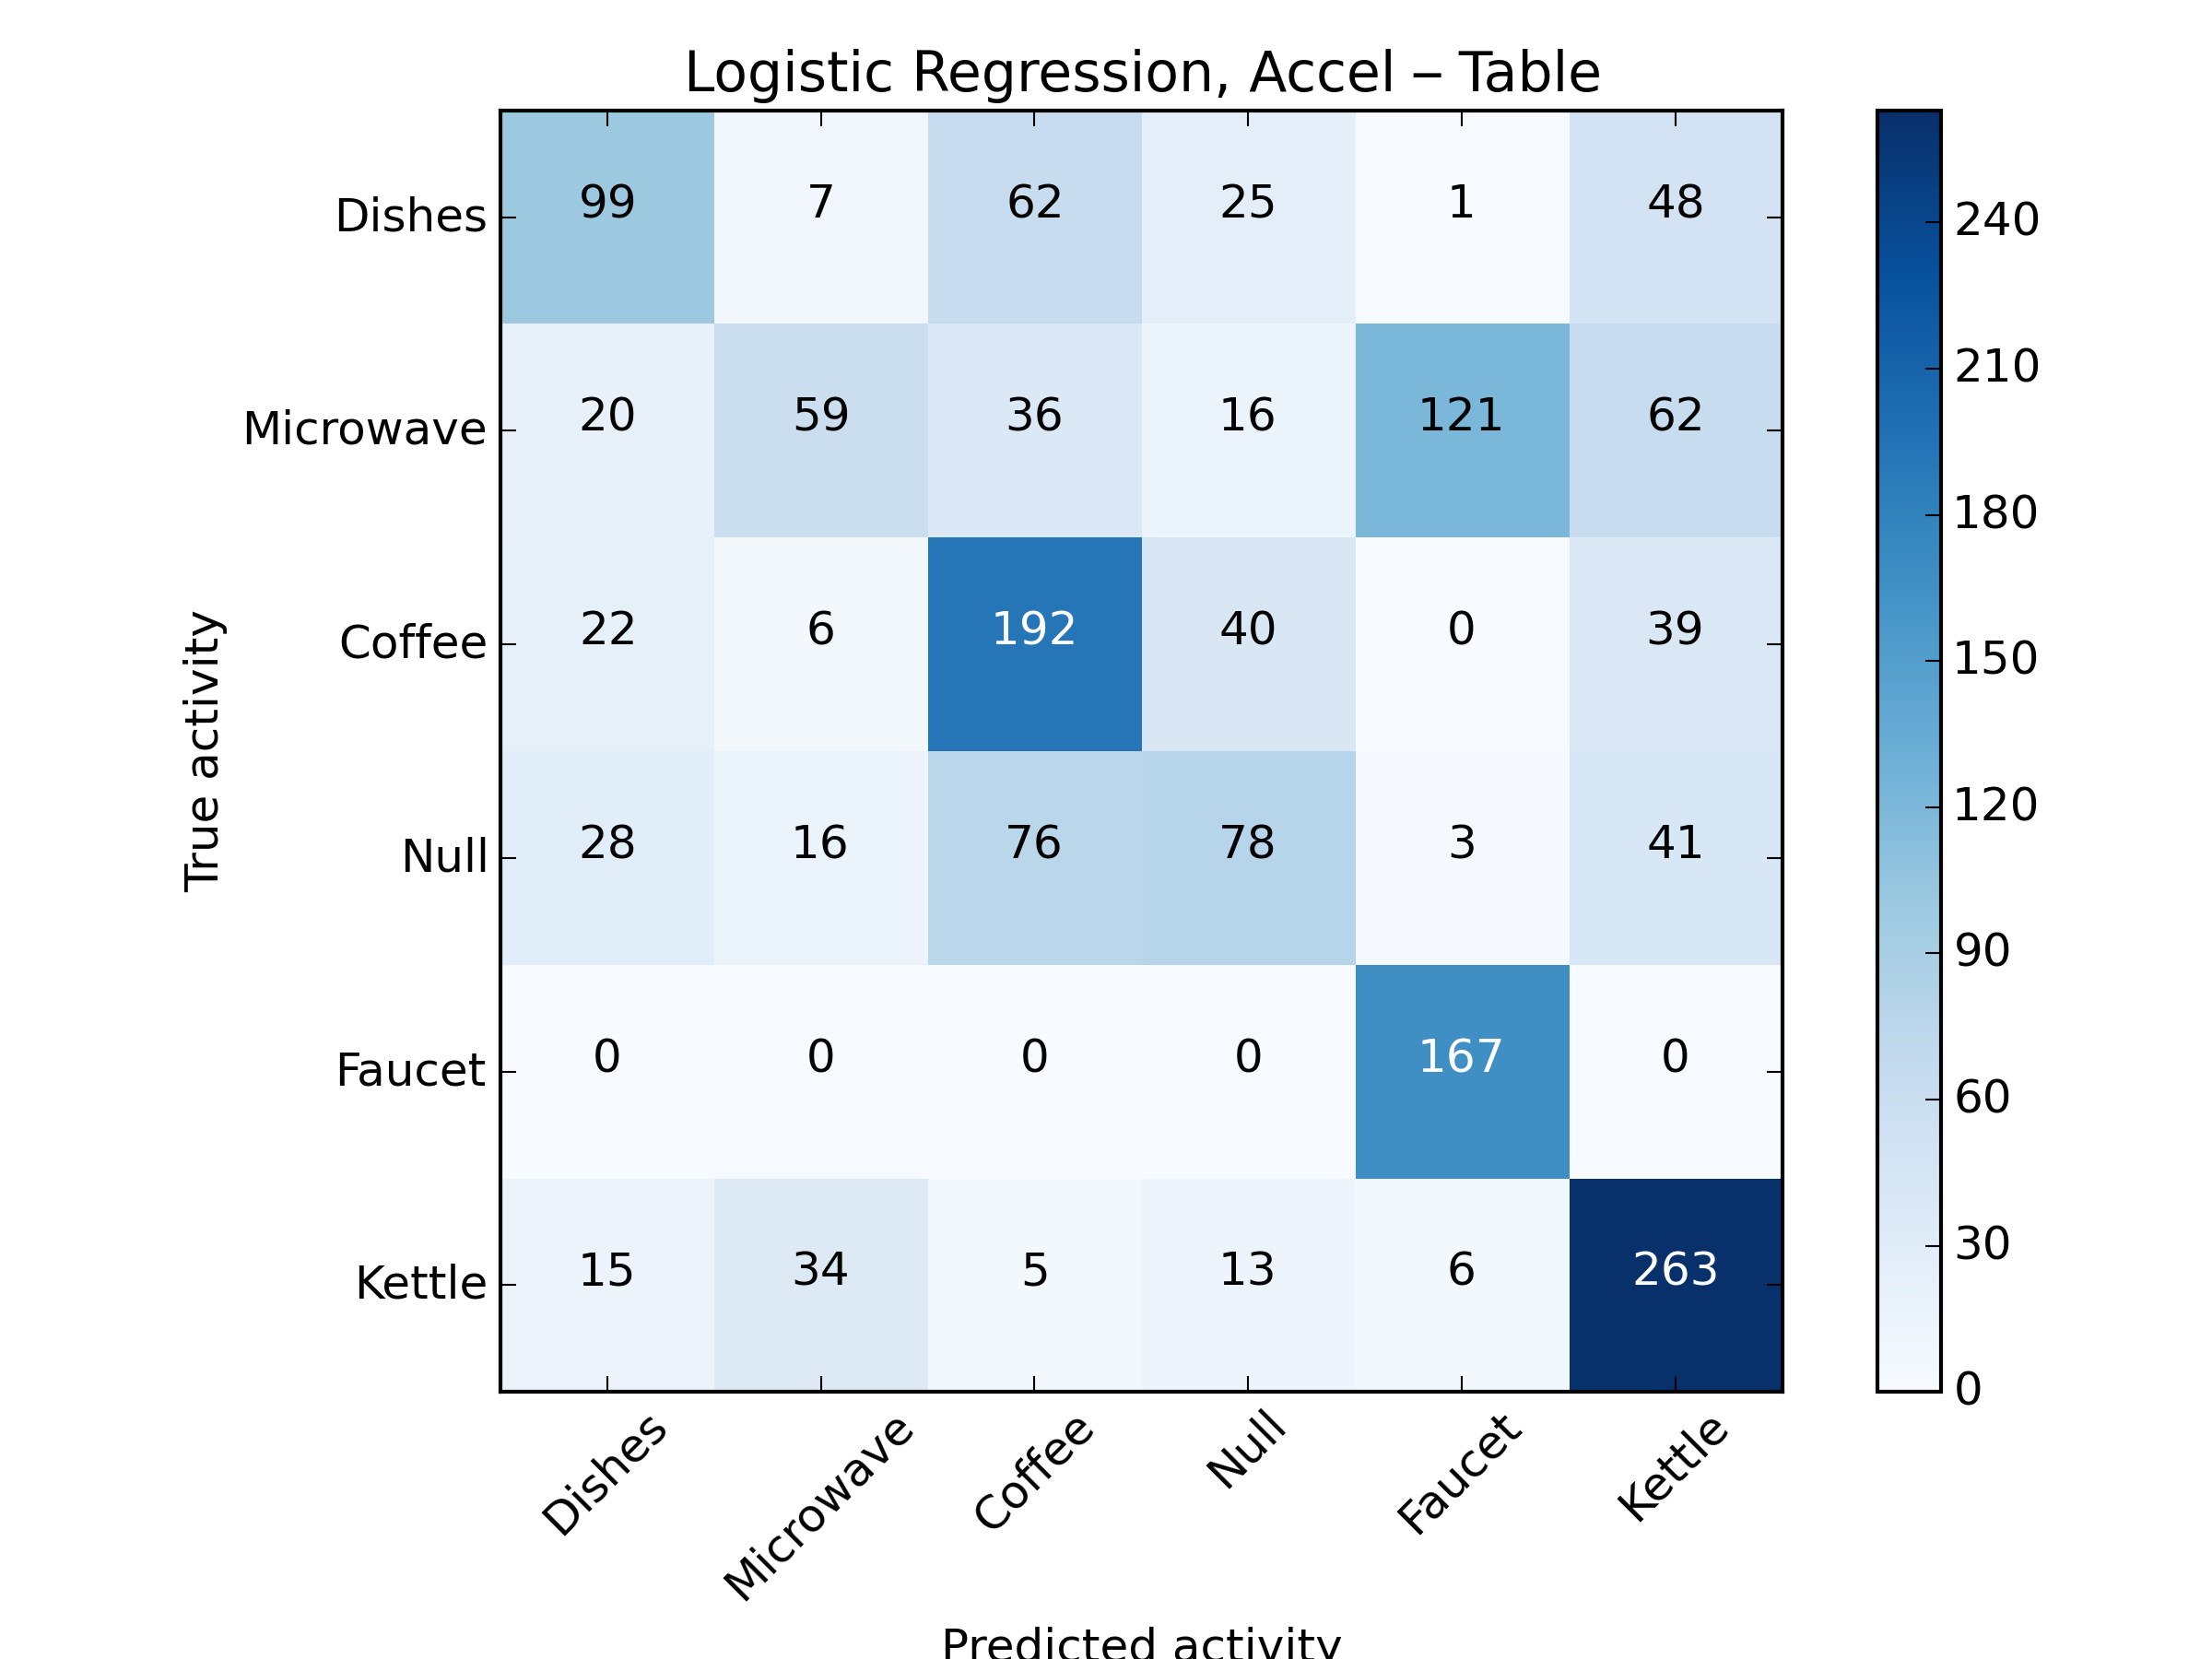 Logistic Regression, Accel − Table
Dishes 99 7 62 25 1 48
Microwave 20 59 36 16 121 62
Coffee 22 6 192 40 0 39
Null 28 16 76 78 3 41
Faucet 0 0 0 0 167 0
Kettle 15 34 5 13 6 263
True activity
Dishes Microwave Coffee Null Faucet Kettle
Predicted activity
240
210
180
150
120
90
60
30
0